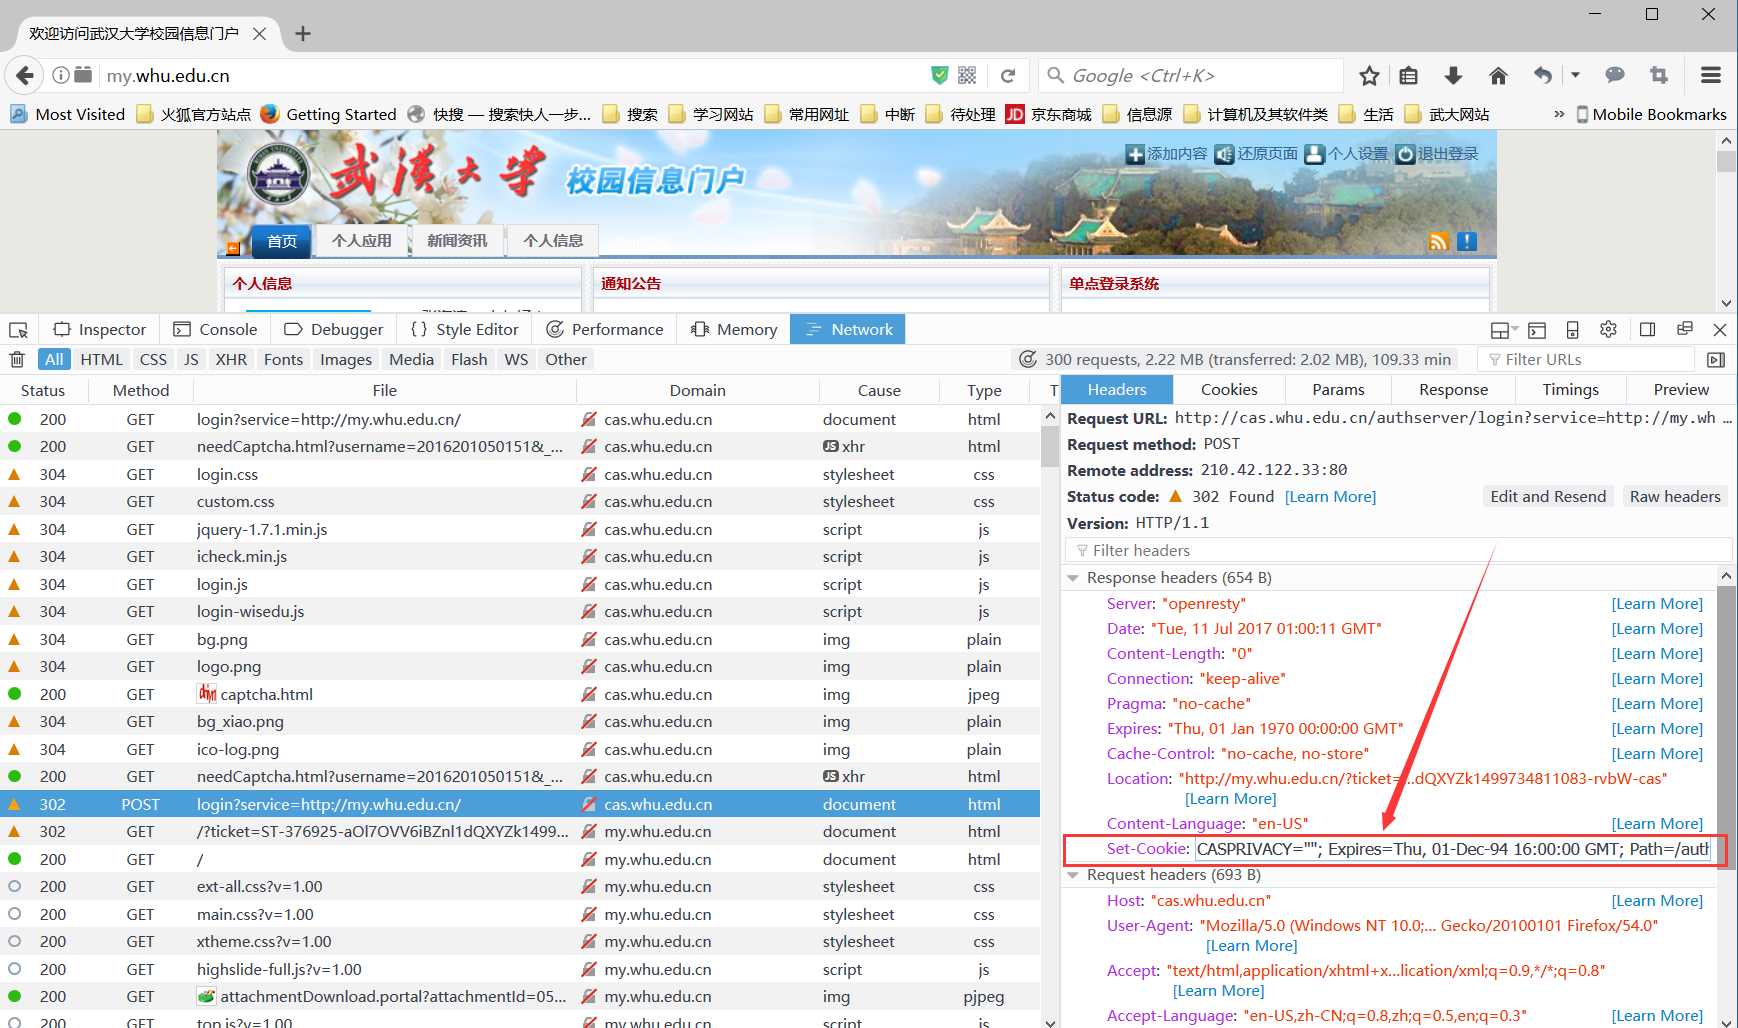 欢迎访问武汉大学校园信息门户
my.whu.edu.cn
Google <Ctrl+K>
Most Visited 火狐官方站点 Getting Started 快搜 — 搜索快人一步... 搜索 学习网站 常用网址 中断 待处理 JD 京东商城 信息源 计算机及其软件类 生活 武大网站 » Mobile Bookmarks
武漢大学 校园信息门户
添加内容 还原页面 个人设置 退出登录
首页 个人应用 新闻资讯 个人信息
个人信息 通知公告 单点登录系统
Inspector Console Debugger Style Editor Performance Memory Network
All HTML CSS JS XHR Fonts Images Media Flash WS Other 300 requests, 2.22 MB (transferred: 2.02 MB), 109.33 min Filter URLs
Status Method File Domain Cause Type T
200 GET login?service=http://my.whu.edu.cn/ cas.whu.edu.cn document html
200 GET needCaptcha.html?username=2016201050151&_... cas.whu.edu.cn JS xhr html
304 GET login.css cas.whu.edu.cn stylesheet css
304 GET custom.css cas.whu.edu.cn stylesheet css
304 GET jquery-1.7.1.min.js cas.whu.edu.cn script js
304 GET icheck.min.js cas.whu.edu.cn script js
304 GET login.js cas.whu.edu.cn script js
304 GET login-wisedu.js cas.whu.edu.cn script js
304 GET bg.png cas.whu.edu.cn img plain
304 GET logo.png cas.whu.edu.cn img plain
200 GET captcha.html cas.whu.edu.cn img jpeg
304 GET bg_xiao.png cas.whu.edu.cn img plain
304 GET ico-log.png cas.whu.edu.cn img plain
200 GET needCaptcha.html?username=2016201050151&_... cas.whu.edu.cn JS xhr html
302 POST login?service=http://my.whu.edu.cn/ cas.whu.edu.cn document html
302 GET /?ticket=ST-376925-aOl7OVV6iBZnl1dQXYZk1499... my.whu.edu.cn document html
200 GET / my.whu.edu.cn document html
200 GET ext-all.css?v=1.00 my.whu.edu.cn stylesheet css
200 GET main.css?v=1.00 my.whu.edu.cn stylesheet css
200 GET xtheme.css?v=1.00 my.whu.edu.cn stylesheet css
200 GET highslide-full.js?v=1.00 my.whu.edu.cn script js
200 GET attachmentDownload.portal?attachmentId=05... my.whu.edu.cn img pjpeg
200 GET top.js?v=1.00 my.whu.edu.cn script js
Headers Cookies Params Response Timings Preview
Request URL: http://cas.whu.edu.cn/authserver/login?service=http://my.wh ...
Request method: POST
Remote address: 210.42.122.33:80
Status code: 302 Found [Learn More] Edit and Resend Raw headers
Version: HTTP/1.1
Filter headers
Response headers (654 B)
Server: "openresty" [Learn More]
Date: "Tue, 11 Jul 2017 01:00:11 GMT" [Learn More]
Content-Length: "0" [Learn More]
Connection: "keep-alive" [Learn More]
Pragma: "no-cache" [Learn More]
Expires: "Thu, 01 Jan 1970 00:00:00 GMT" [Learn More]
Cache-Control: "no-cache, no-store" [Learn More]
Location: "http://my.whu.edu.cn/?ticket=...dQXYZk1499734811083-rvbW-cas"
[Learn More]
Content-Language: "en-US" [Learn More]
Set-Cookie: CASPRIVACY=""; Expires=Thu, 01-Dec-94 16:00:00 GMT; Path=/auth
Request headers (693 B)
Host: "cas.whu.edu.cn" [Learn More]
User-Agent: "Mozilla/5.0 (Windows NT 10.0;... Gecko/20100101 Firefox/54.0"
[Learn More]
Accept: "text/html,application/xhtml+x...lication/xml;q=0.9,*/*;q=0.8"
[Learn More]
Accept-Language: "en-US,zh-CN;q=0.8,zh;q=0.5,en;q=0.3" [Learn More]